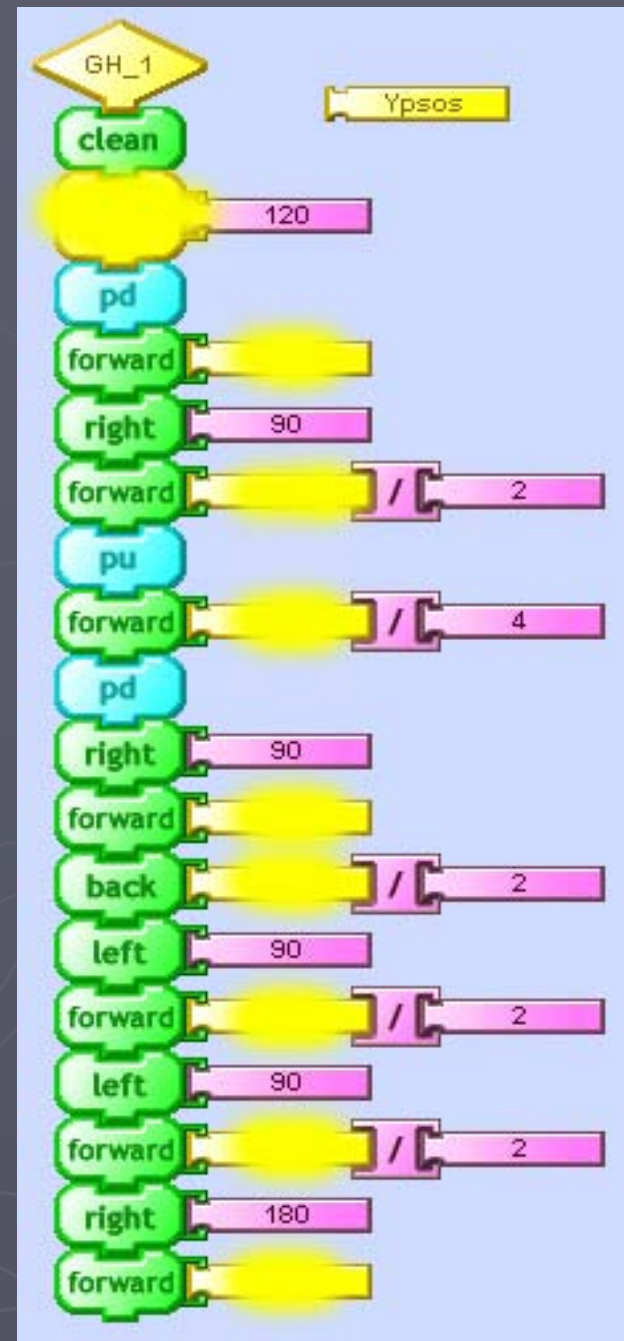 GH_1
Ypsos
clean
120
pd
forward
right 90
forward / 2
pu
forward / 4
pd
right 90
forward
back / 2
left 90
forward / 2
left 90
forward / 2
right 180
forward